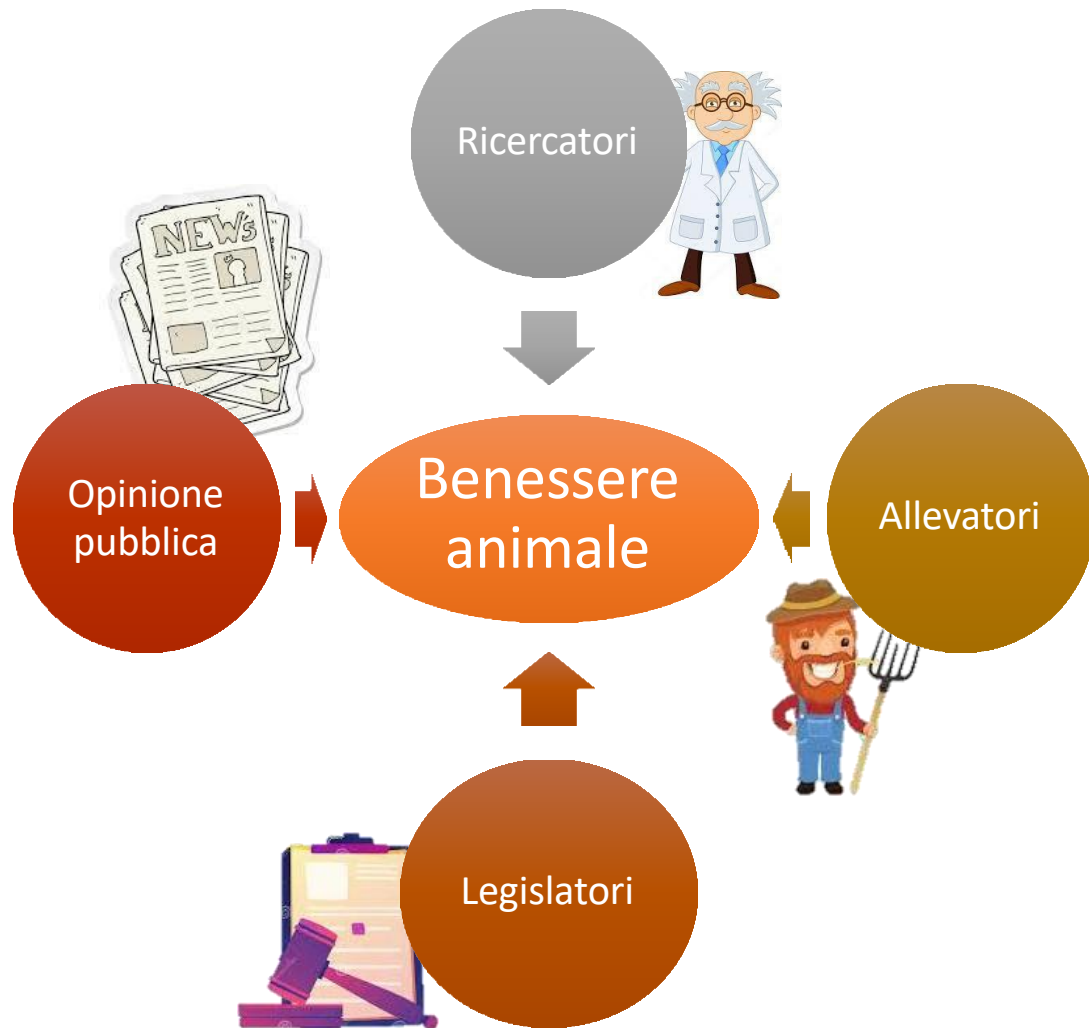 Ricercatori
NEWs
Opinione
pubblica
Benessere
animale
Allevatori
Legislatori